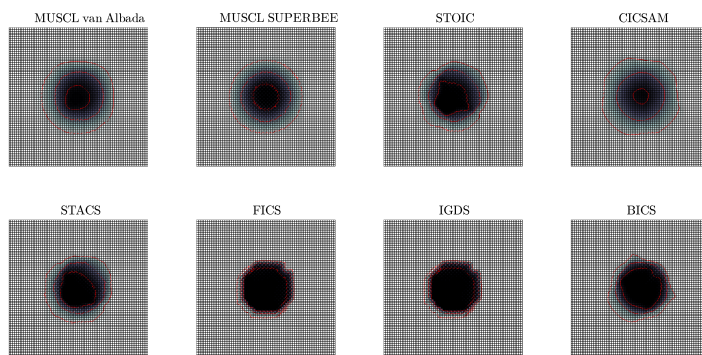 MUSCL van Albada
MUSCL SUPERBEE
STOIC
CICSAM
STACS
FICS
IGDS
BICS